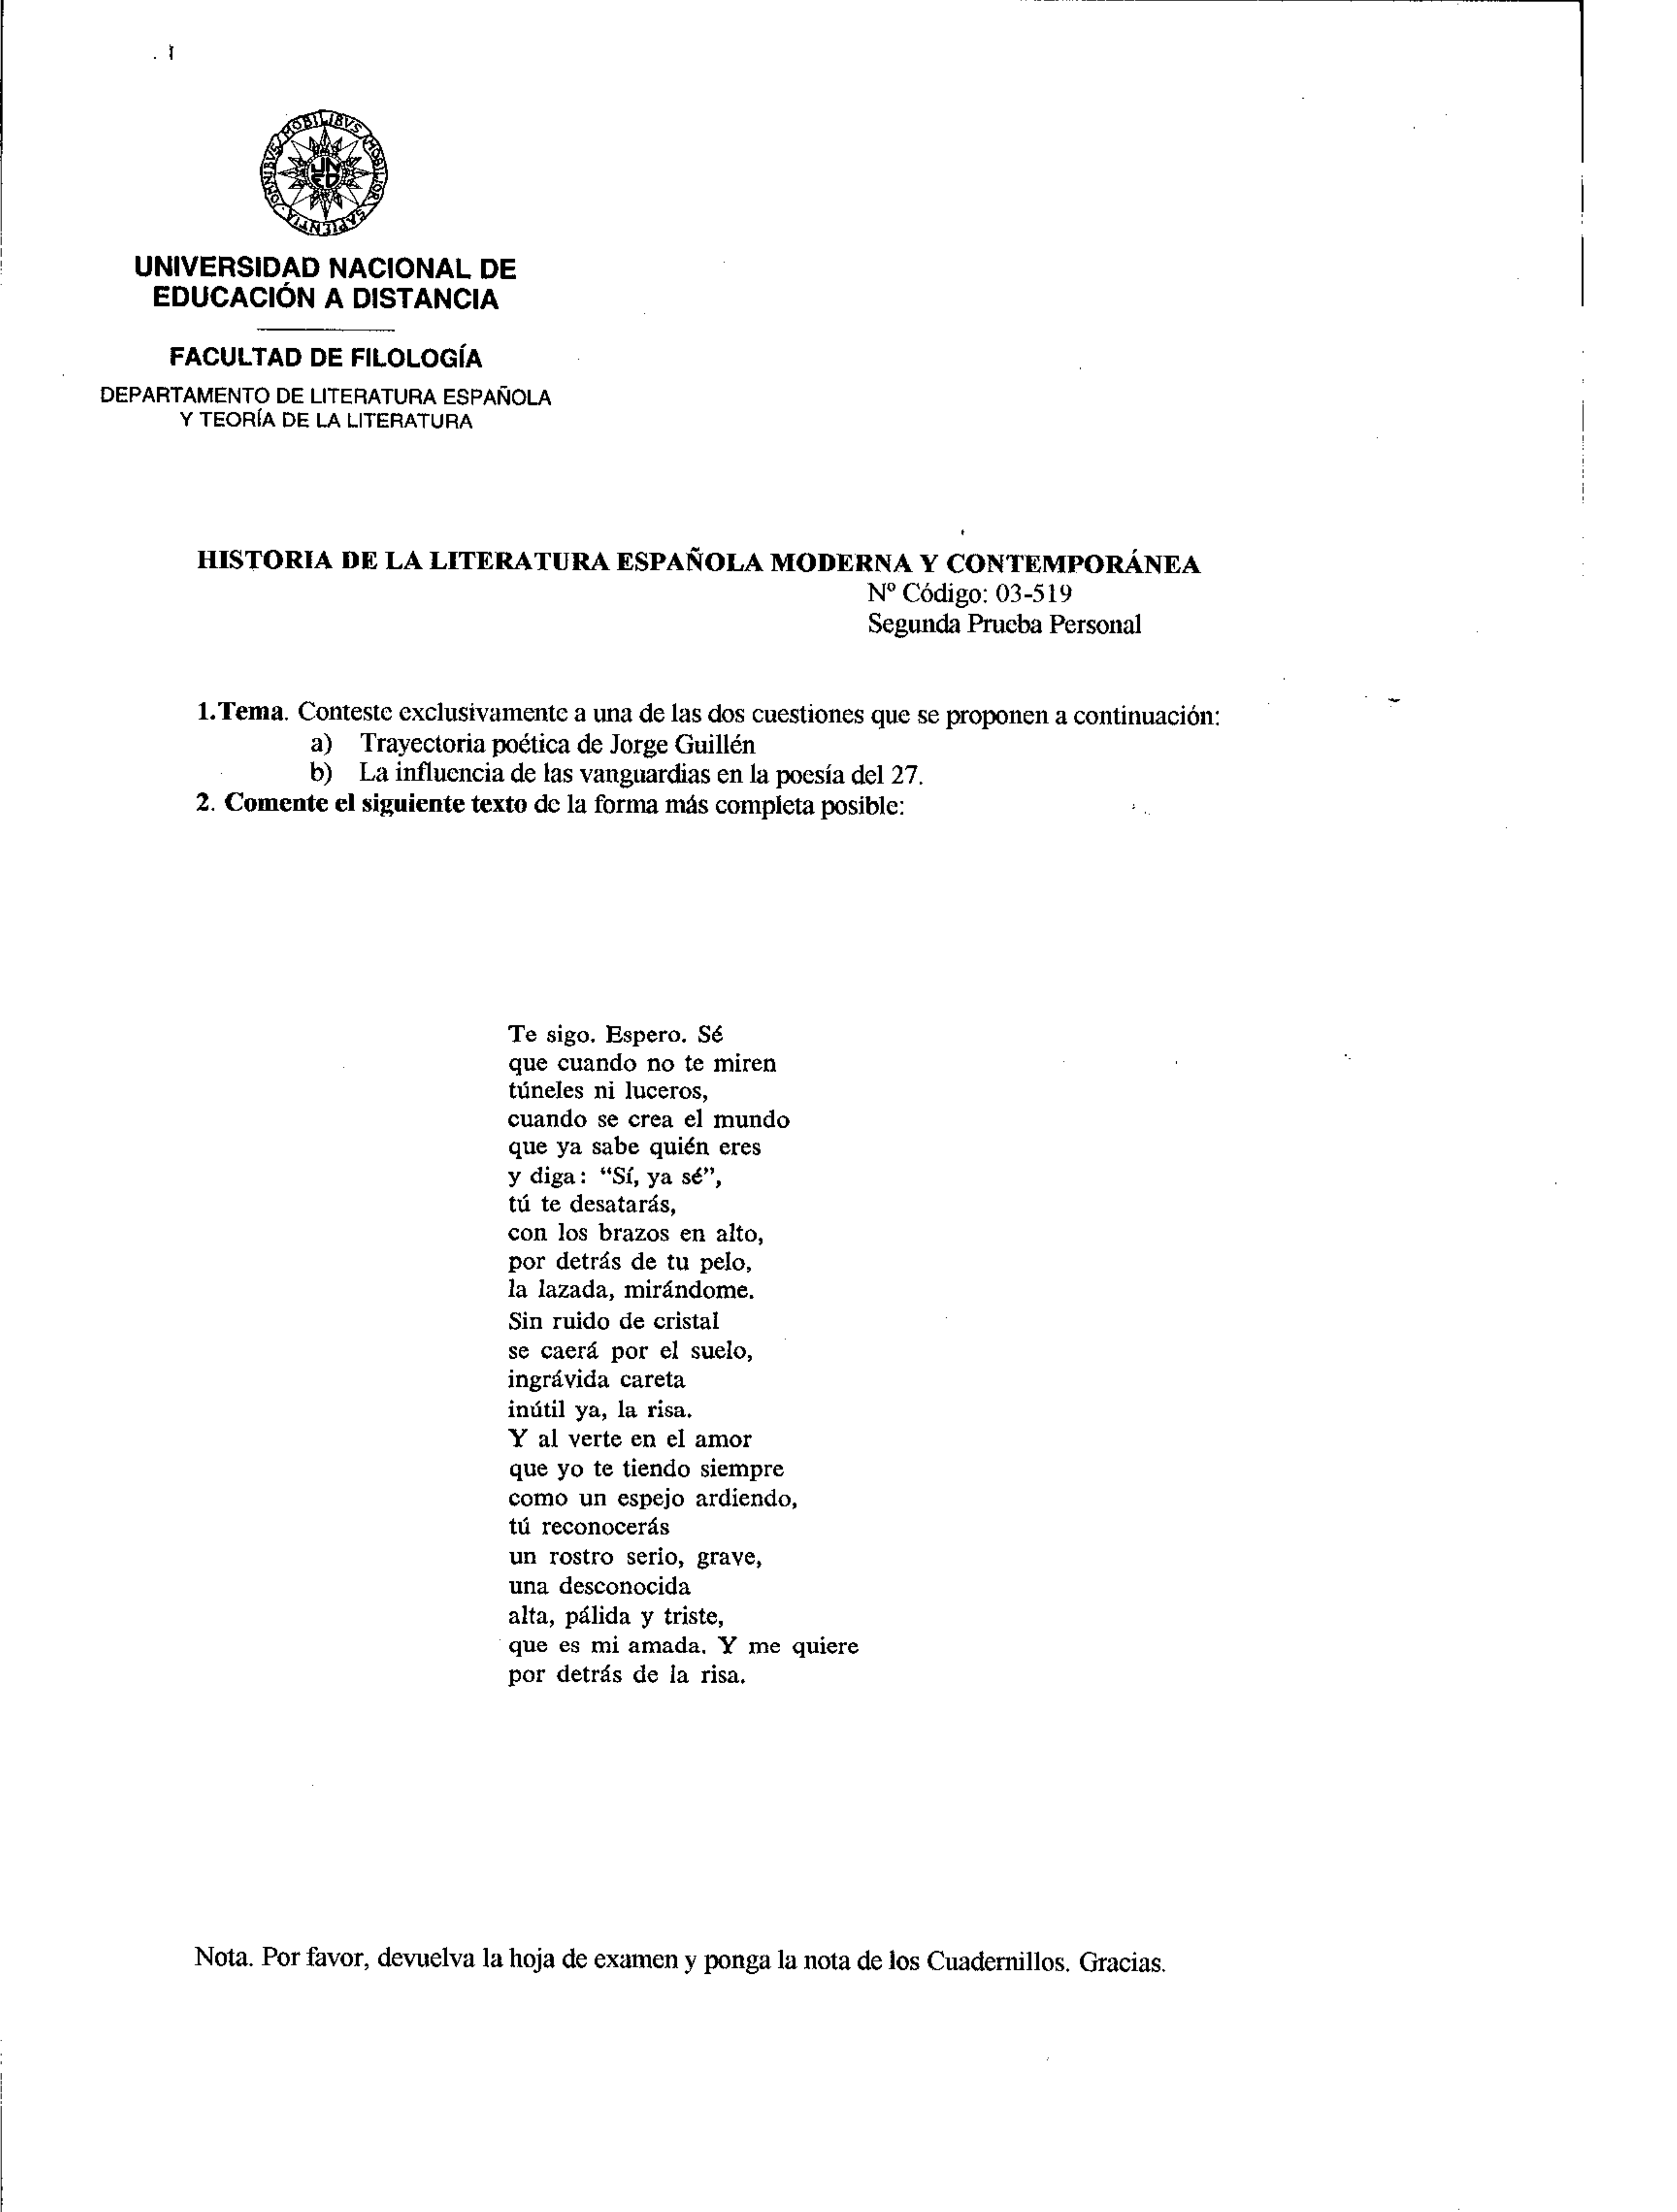 OMNIBVS MOBILIBVS MOBILIOR SAPIENTIA
UNED
UNIVERSIDAD NACIONAL DE
EDUCACIÓN A DISTANCIA
FACULTAD DE FILOLOGÍA
DEPARTAMENTO DE LITERATURA ESPAÑOLA
Y TEORÍA DE LA LITERATURA
HISTORIA DE LA LITERATURA ESPAÑOLA MODERNA Y CONTEMPORÁNEA
Nº Código: 03-519
Segunda Prueba Personal
1.Tema. Conteste exclusivamente a una de las dos cuestiones que se proponen a continuación:
a) Trayectoria poética de Jorge Guillén
b) La influencia de las vanguardias en la poesía del 27.
2. Comente el siguiente texto de la forma más completa posible:
Te sigo. Espero. Sé
que cuando no te miren
túneles ni luceros,
cuando se crea el mundo
que ya sabe quién eres
y diga: “Sí, ya sé”,
tú te desatarás,
con los brazos en alto,
por detrás de tu pelo,
la lazada, mirándome.
Sin ruido de cristal
se caerá por el suelo,
ingrávida careta
inútil ya, la risa.
Y al verte en el amor
que yo te tiendo siempre
como un espejo ardiendo,
tú reconocerás
un rostro serio, grave,
una desconocida
alta, pálida y triste,
que es mi amada. Y me quiere
por detrás de la risa.
Nota. Por favor, devuelva la hoja de examen y ponga la nota de los Cuadernillos. Gracias.